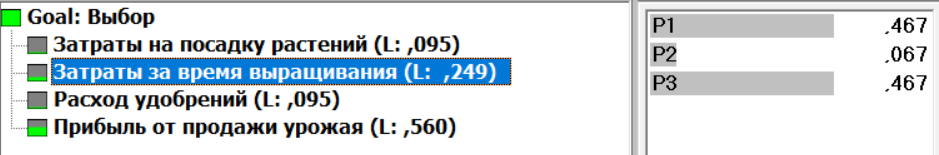 Goal: Выбор
Затраты на посадку растений (L: ,095)
Затраты за время выращивания (L: ,249)
Расход удобрений (L: ,095)
Прибыль от продажи урожая (L: ,560)
P1 ,467
P2 ,067
P3 ,467